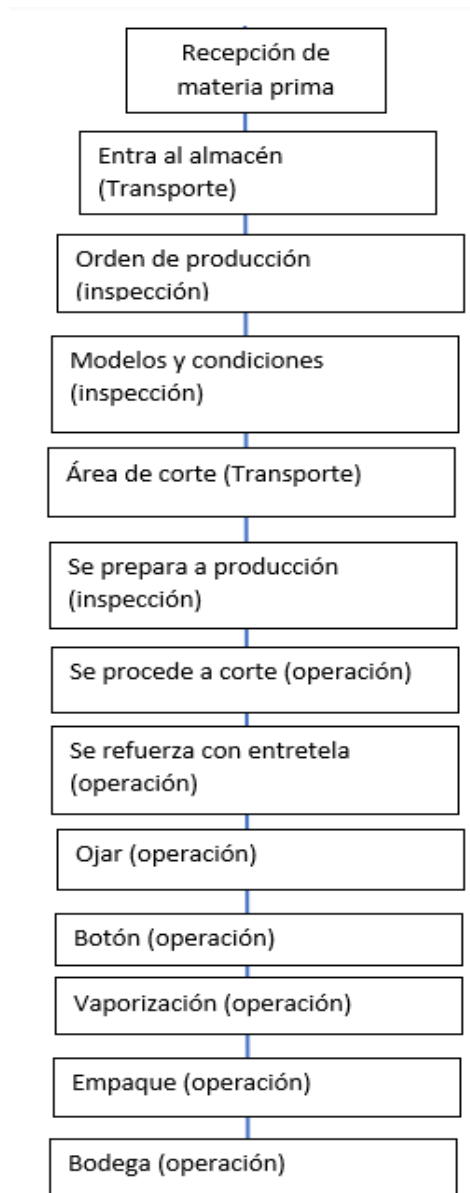 Recepción de
materia prima
Entra al almacén
(Transporte)
Orden de producción
(inspección)
Modelos y condiciones
(inspección)
Área de corte (Transporte)
Se prepara a producción
(inspección)
Se procede a corte (operación)
Se refuerza con entretela
(operación)
Ojar (operación)
Botón (operación)
Vaporización (operación)
Empaque (operación)
Bodega (operación)